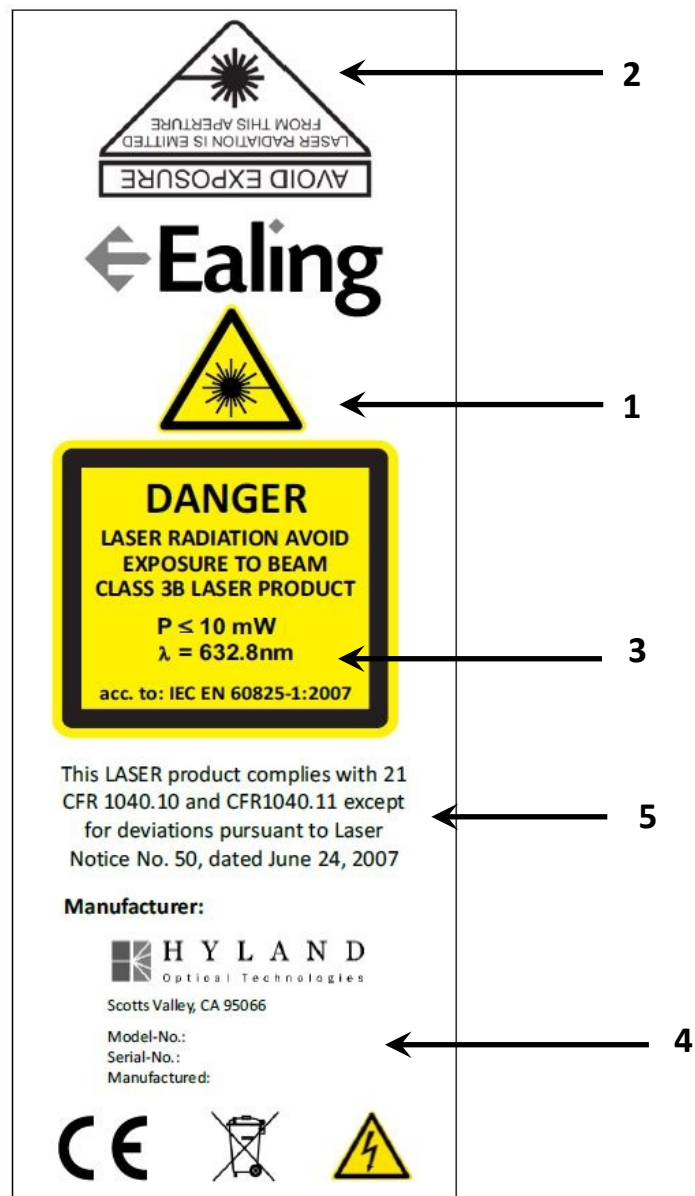 2
LASER RADIATION IS EMITTED
FROM THIS APERTURE
AVOID EXPOSURE
Ealing
1
DANGER
LASER RADIATION AVOID
EXPOSURE TO BEAM
CLASS 3B LASER PRODUCT
P ≤ 10 mW
λ = 632.8nm
3
acc. to: IEC EN 60825-1:2007
This LASER product complies with 21
CFR 1040.10 and CFR1040.11 except
for deviations pursuant to Laser
Notice No. 50, dated June 24, 2007
5
Manufacturer:
HYLAND
Optical Technologies
Scotts Valley, CA 95066
Model-No.:
Serial-No.:
Manufactured:
4
CE